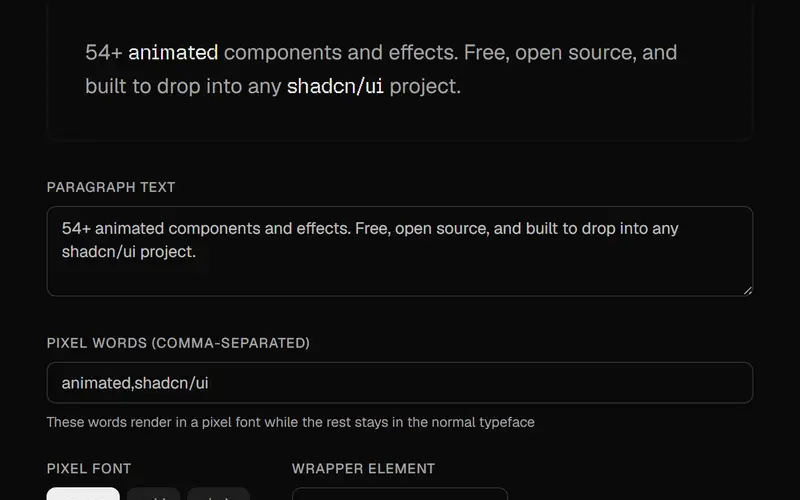 54+ animated components and effects. Free, open source, and
built to drop into any shadcn/ui project.
PARAGRAPH TEXT
54+ animated components and effects. Free, open source, and built to drop into any
shadcn/ui project.
PIXEL WORDS (COMMA-SEPARATED)
animated,shadcn/ui
These words render in a pixel font while the rest stays in the normal typeface
PIXEL FONT
WRAPPER ELEMENT